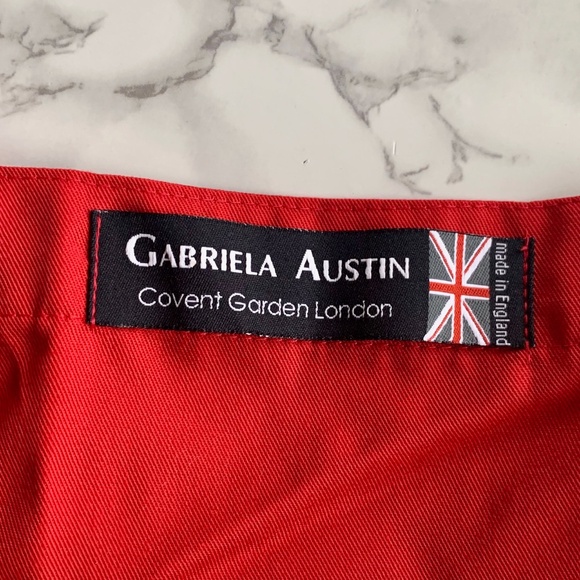 GABRIELA AUSTIN
Covent Garden London
made in England